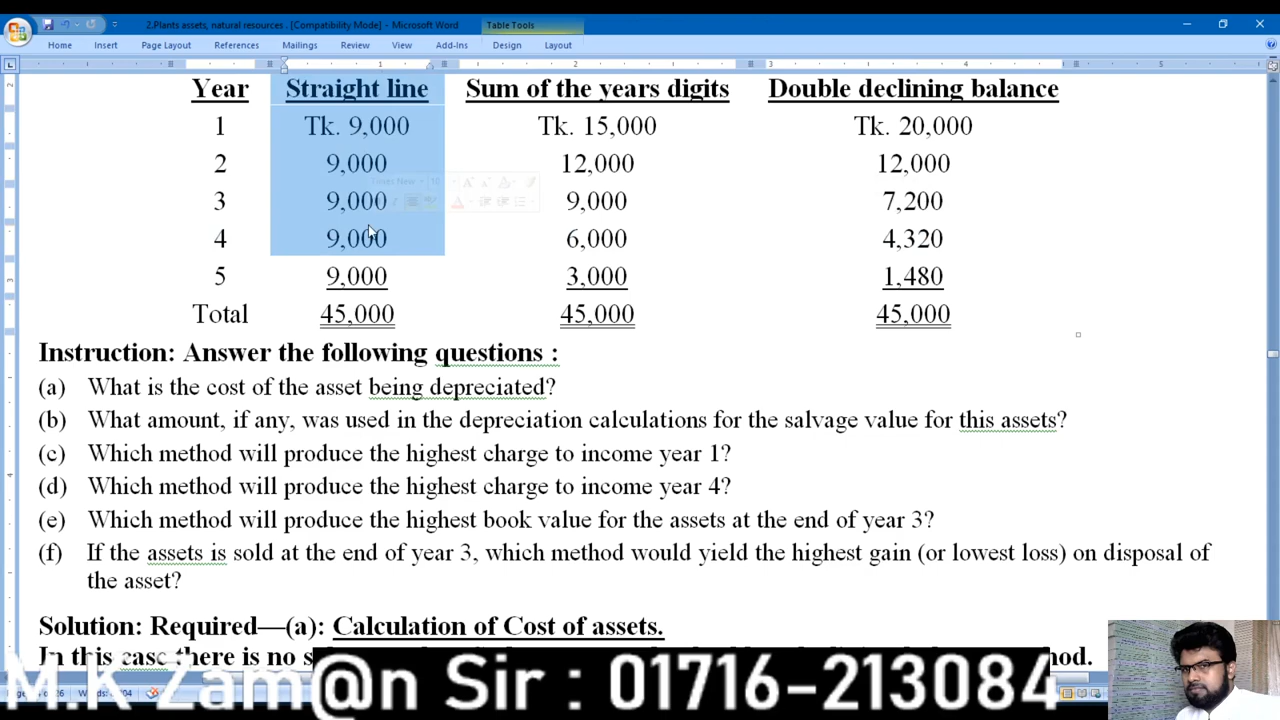 2.Plants assets, natural resources . [Compatibility Mode] - Microsoft Word
Table Tools
Home Insert Page Layout References Mailings Review View Add-Ins Design Layout
Year Straight line Sum of the years digits Double declining balance
1 Tk. 9,000 Tk. 15,000 Tk. 20,000
2 9,000 12,000 12,000
3 9,000 9,000 7,200
4 9,000 6,000 4,320
5 9,000 3,000 1,480
Total 45,000 45,000 45,000
Instruction: Answer the following questions :
(a) What is the cost of the asset being depreciated?
(b) What amount, if any, was used in the depreciation calculations for the salvage value for this assets?
(c) Which method will produce the highest charge to income year 1?
(d) Which method will produce the highest charge to income year 4?
(e) Which method will produce the highest book value for the assets at the end of year 3?
(f) If the assets is sold at the end of year 3, which method would yield the highest gain (or lowest loss) on disposal of
the asset?
Solution: Required—(a): Calculation of Cost of assets.
In this case there is no
M.K Zam@n Sir : 01716-213084